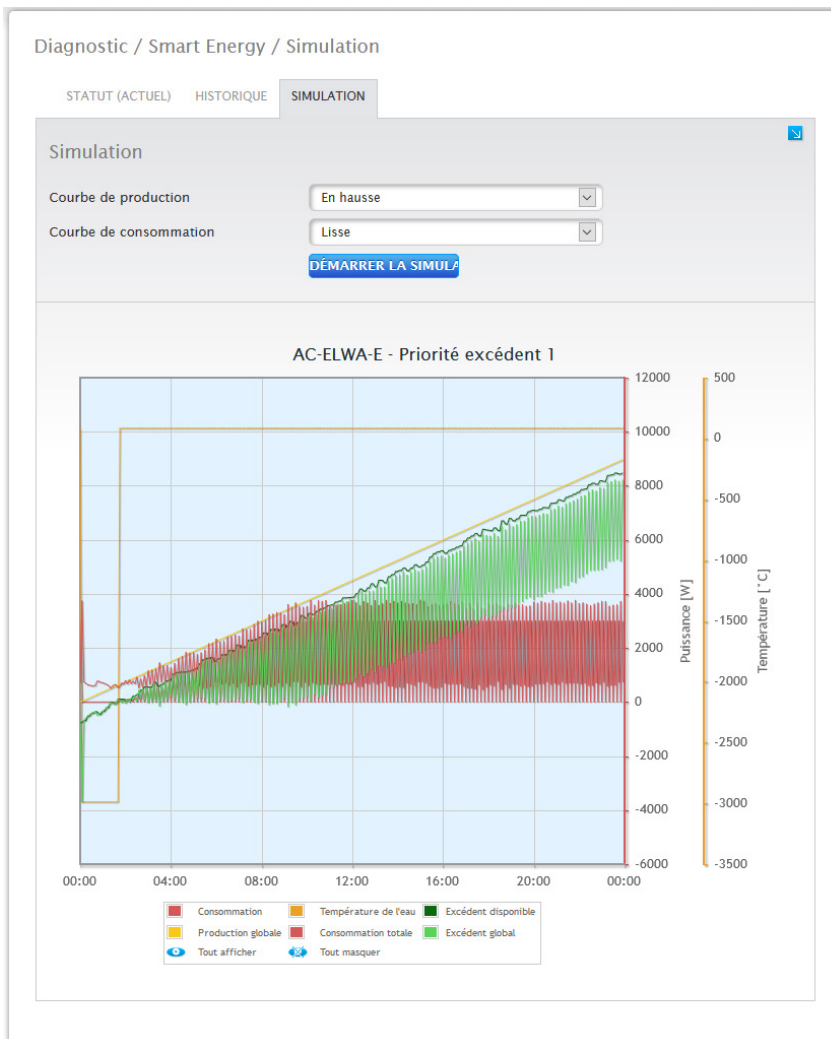 Diagnostic / Smart Energy / Simulation
STATUT (ACTUEL) HISTORIQUE SIMULATION
Simulation
Courbe de production En hausse
Courbe de consommation Lisse
DÉMARRER LA SIMULA
AC-ELWA-E - Priorité excédent 1
12000 500
10000 0
8000 -500
6000 -1000
4000 -1500
2000 -2000
0 -2500
-2000 -3000
-4000 -3500
-6000
Puissance [W]
Température [°C]
00:00 04:00 08:00 12:00 16:00 20:00 00:00
Consommation Température de l'eau Excédent disponible
Production globale Consommation totale Excédent global
Tout afficher Tout masquer